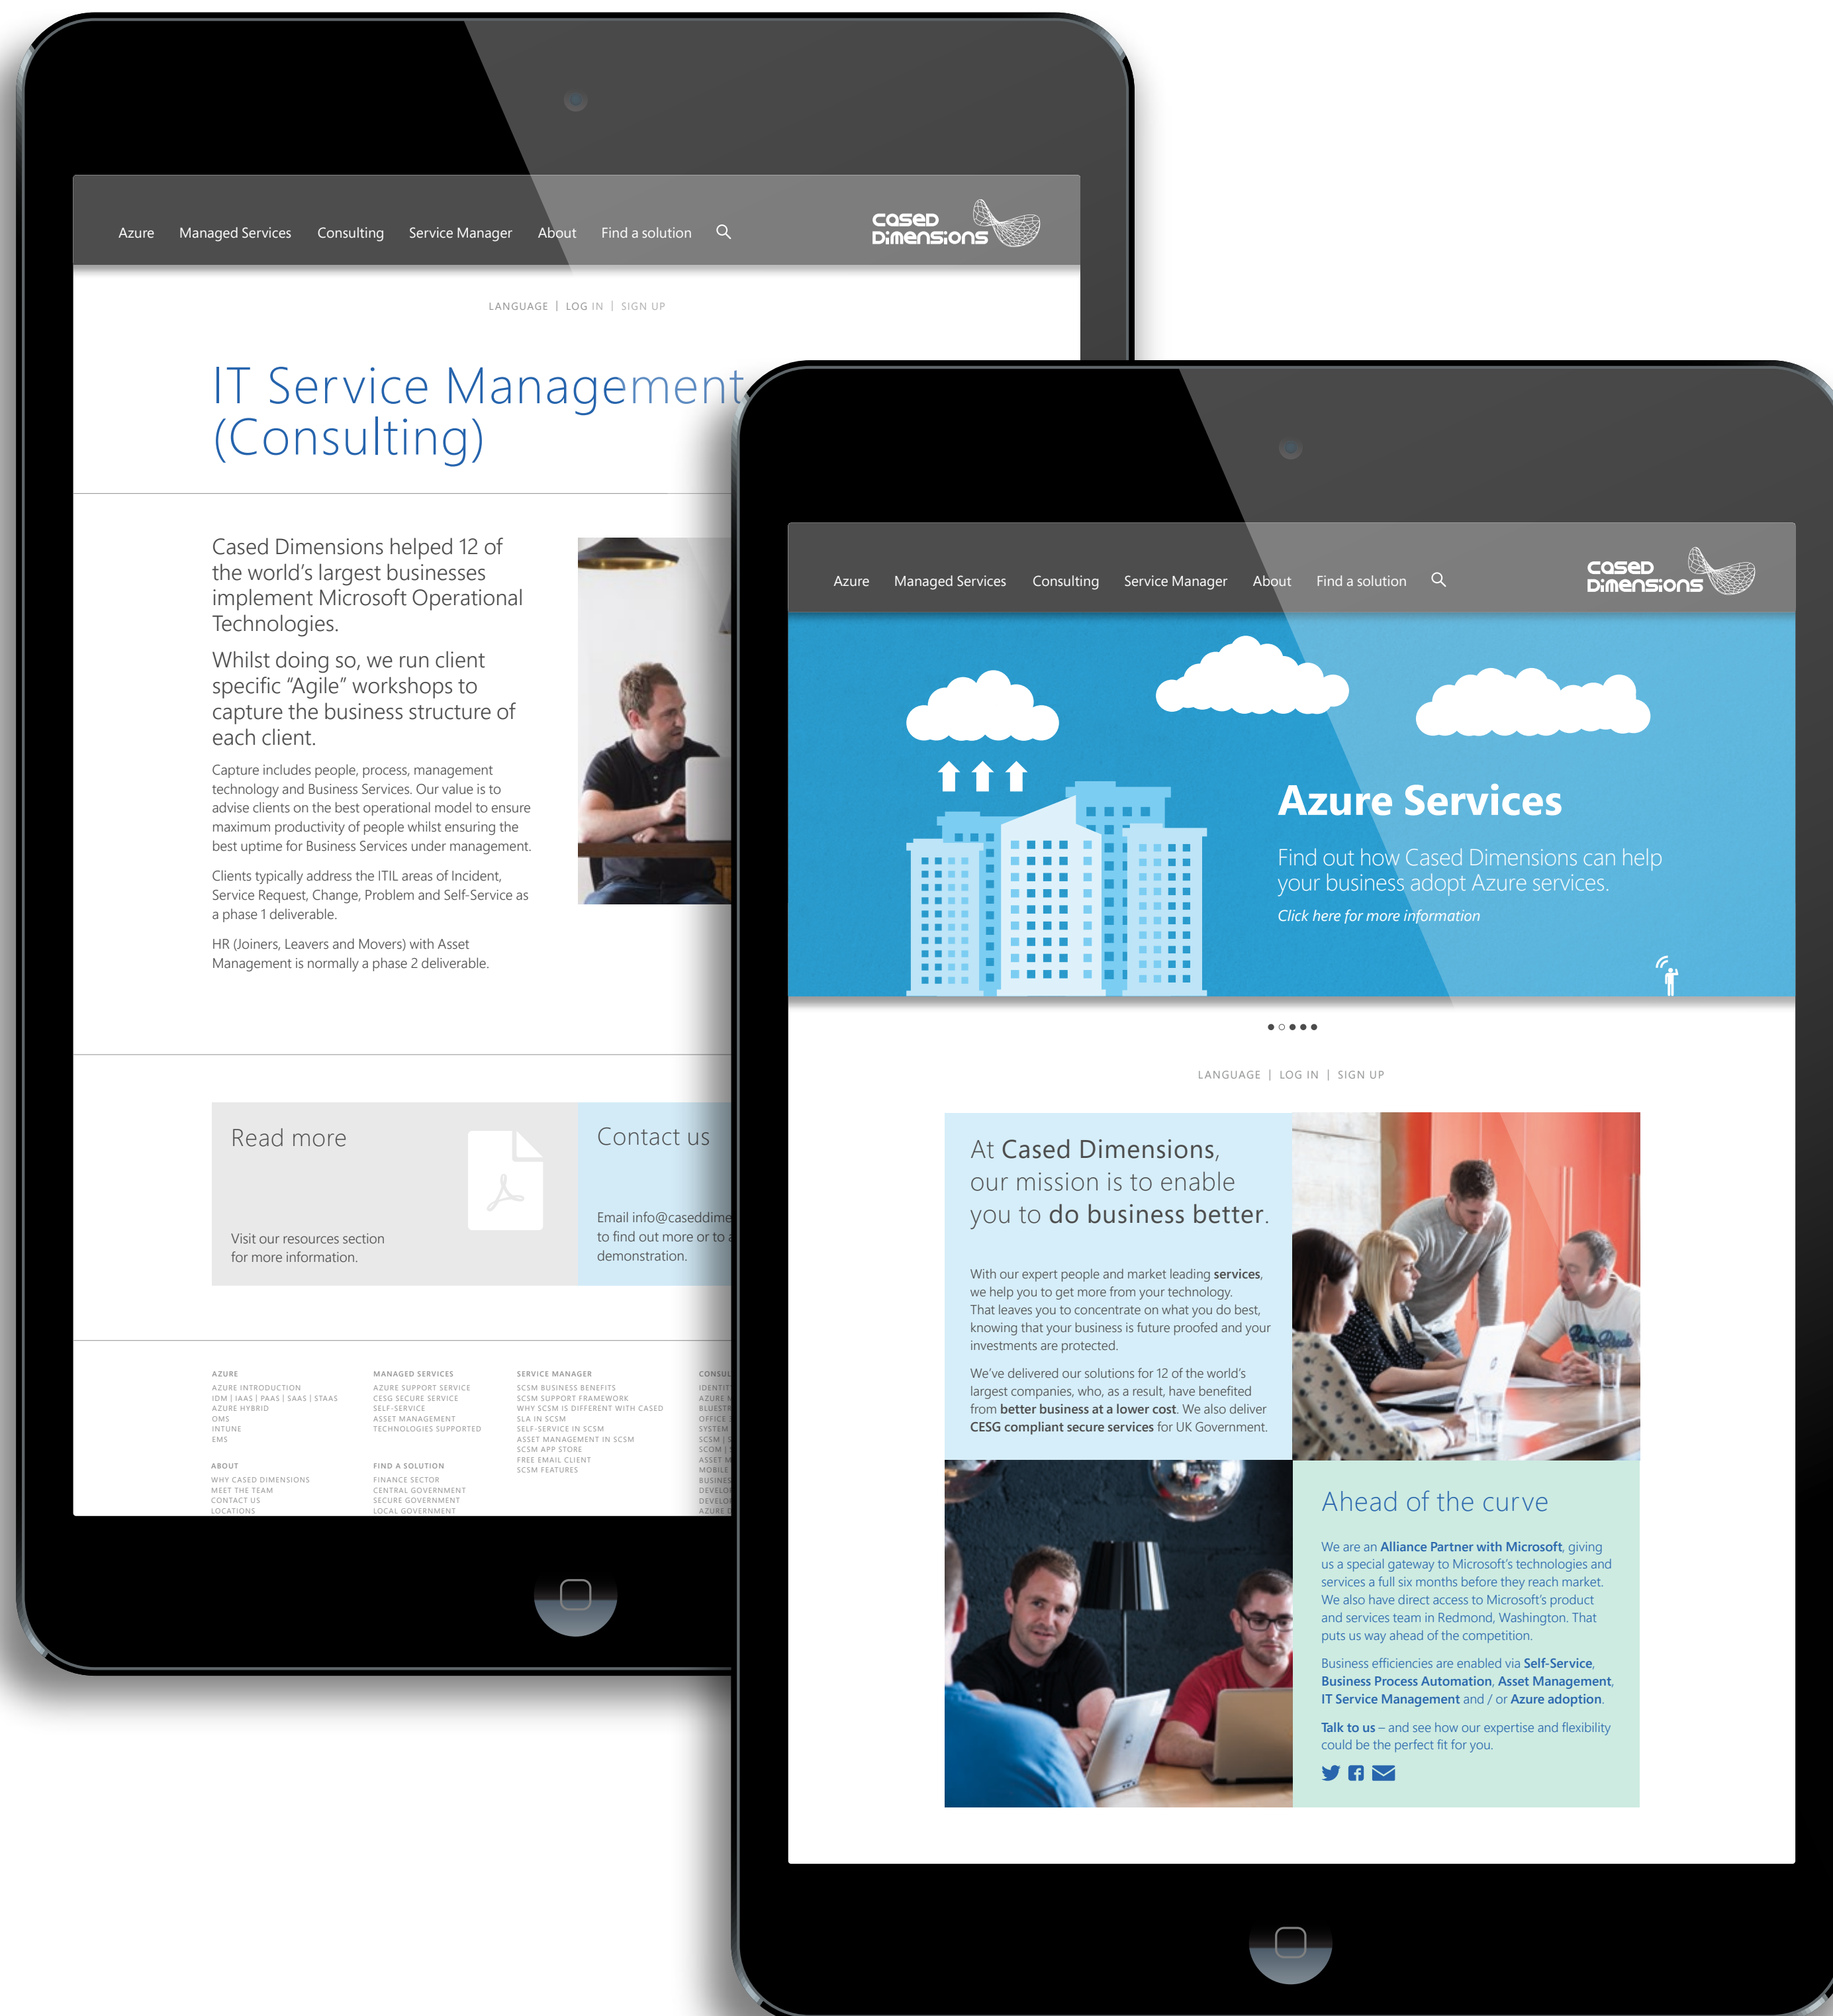 Azure Managed Services Consulting Service Manager About Find a solution
CASED
DIMENSIONS
LANGUAGE | LOG IN | SIGN UP
IT Service Management
(Consulting)
Cased Dimensions helped 12 of
the world's largest businesses
implement Microsoft Operational
Technologies.
Whilst doing so, we run client
specific “Agile” workshops to
capture the business structure of
each client.
Capture includes people, process, management
technology and Business Services. Our value is to
advise clients on the best operational model to ensure
maximum productivity of people whilst ensuring the
best uptime for Business Services under management.
Clients typically address the ITIL areas of Incident,
Service Request, Change, Problem and Self-Service as
a phase 1 deliverable.
HR (Joiners, Leavers and Movers) with Asset
Management is normally a phase 2 deliverable.
Read more
Visit our resources section
for more information.
Contact us
Email
to find out more or to
demonstration.
AZURE
AZURE INTRODUCTION
IDM | IAAS | PAAS | SAAS | STAAS
AZURE HYBRID
OMS
INTUNE
EMS
ABOUT
WHY CASED DIMENSIONS
MEET THE TEAM
CONTACT US
LOCATIONS
MANAGED SERVICES
AZURE SUPPORT SERVICE
CESG SECURE SERVICE
SELF-SERVICE
ASSET MANAGEMENT
TECHNOLOGIES SUPPORTED
FIND A SOLUTION
FINANCE SECTOR
CENTRAL GOVERNMENT
SECURE GOVERNMENT
LOCAL GOVERNMENT
SERVICE MANAGER
SCSM BUSINESS BENEFITS
SCSM SUPPORT FRAMEWORK
WHY SCSM IS DIFFERENT WITH CASED
SLA IN SCSM
SELF-SERVICE IN SCSM
ASSET MANAGEMENT IN SCSM
SCSM APP STORE
FREE EMAIL CLIENT
SCSM FEATURES
AZURE
OFFICE
SYSTEM
SCSM |
SCOM |
ASSET
MOBILE
AZURE
Azure Managed Services Consulting Service Manager About Find a solution
CASED
DIMENSIONS
Azure Services
Find out how Cased Dimensions can help
your business adopt Azure services.
Click here for more information
LANGUAGE | LOG IN | SIGN UP
At Cased Dimensions,
our mission is to enable
you to do business better.
With our expert people and market leading services,
we help you to get more from your technology.
That leaves you to concentrate on what you do best,
knowing that your business is future proofed and your
investments are protected.
We've delivered our solutions for 12 of the world's
largest companies, who, as a result, have benefited
from better business at a lower cost. We also deliver
CESG compliant secure services for UK Government.
Ahead of the curve
We are an Alliance Partner with Microsoft, giving
us a special gateway to Microsoft's technologies and
services a full six months before they reach market.
We also have direct access to Microsoft's product
and services team in Redmond, Washington. That
puts us way ahead of the competition.
Business efficiencies are enabled via Self-Service,
Business Process Automation, Asset Management,
IT Service Management and / or Azure adoption.
Talk to us – and see how our expertise and flexibility
could be the perfect fit for you.